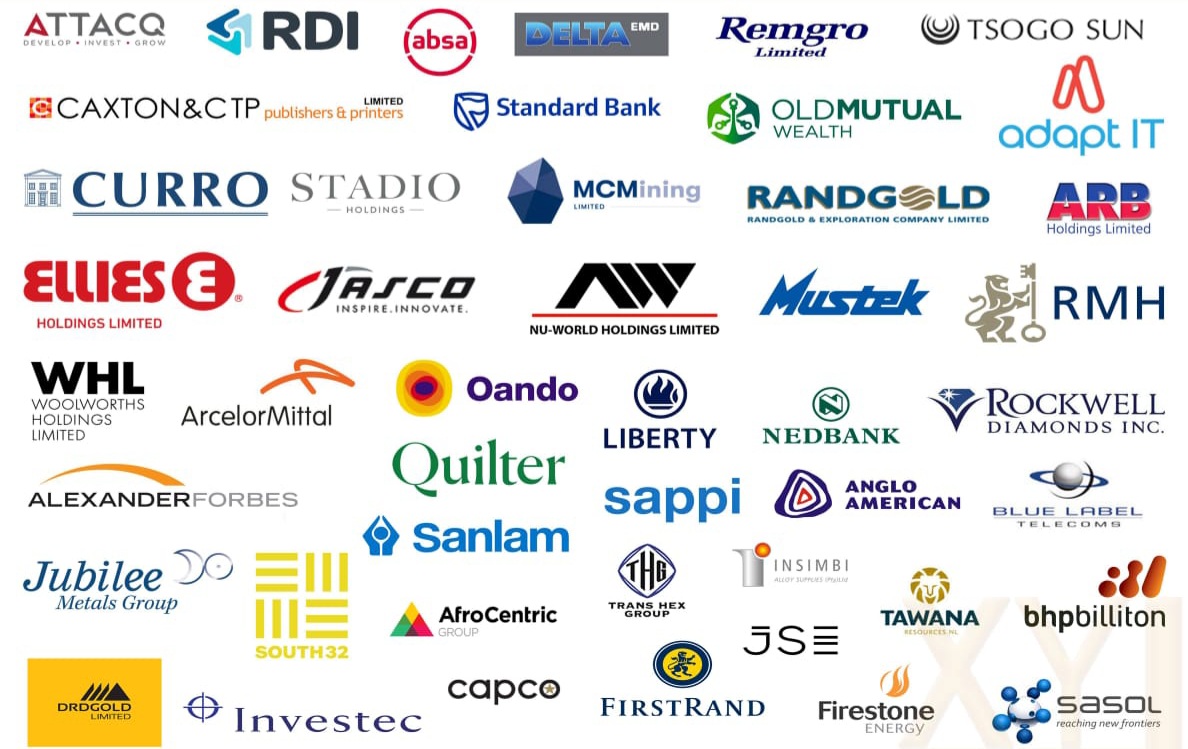 ATTACQ
DEVELOP • INVEST • GROW
RDI
absa
DELTA EMD
Remgro
Limited
TSOGO SUN
CAXTON&CTP LIMITED
publishers & printers
Standard Bank
OLDMUTUAL
WEALTH
adapt IT
CURRO
STADIO
— HOLDINGS —
MCMining
LIMITED
RANDGOLD
RANDGOLD & EXPLORATION COMPANY LIMITED
ARB
Holdings Limited
ELLIES E ®
HOLDINGS LIMITED
JASCO
INSPIRE.INNOVATE.
NU-WORLD HOLDINGS LIMITED
Mustek
RMH
WHL
WOOLWORTHS
HOLDINGS
LIMITED
ArcelorMittal
Oando
LIBERTY
N
NEDBANK
ROCKWELL
DIAMONDS INC.
Quilter
ALEXANDERFORBES
sappi
ANGLO
AMERICAN
BLUE LABEL
TELECOMS
Sanlam
Jubilee
Metals Group
SOUTH32
AfroCentric
GROUP
THG
TRANS HEX
GROUP
INSIMBI
ALLOY SUPPLIES (Pty)Ltd
TAWANA
RESOURCES NL
bhpbilliton
JSE
DRDGOLD
LIMITED
Investec
capco
FIRSTRAND
Firestone
ENERGY
sasol
reaching new frontiers
XYI